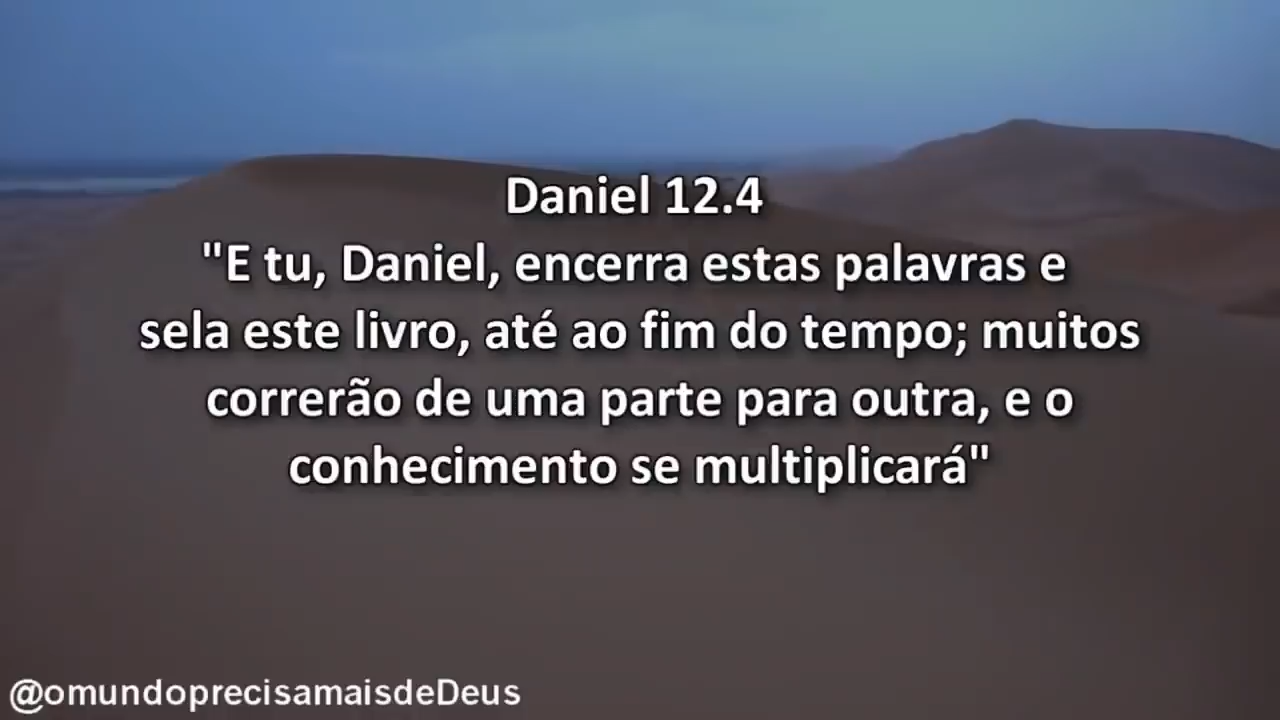 Daniel 12.4
"E tu, Daniel, encerra estas palavras e
sela este livro, até ao fim do tempo; muitos
correrão de uma parte para outra, e o
conhecimento se multiplicará"
@omundoprecisamaisdeDeus